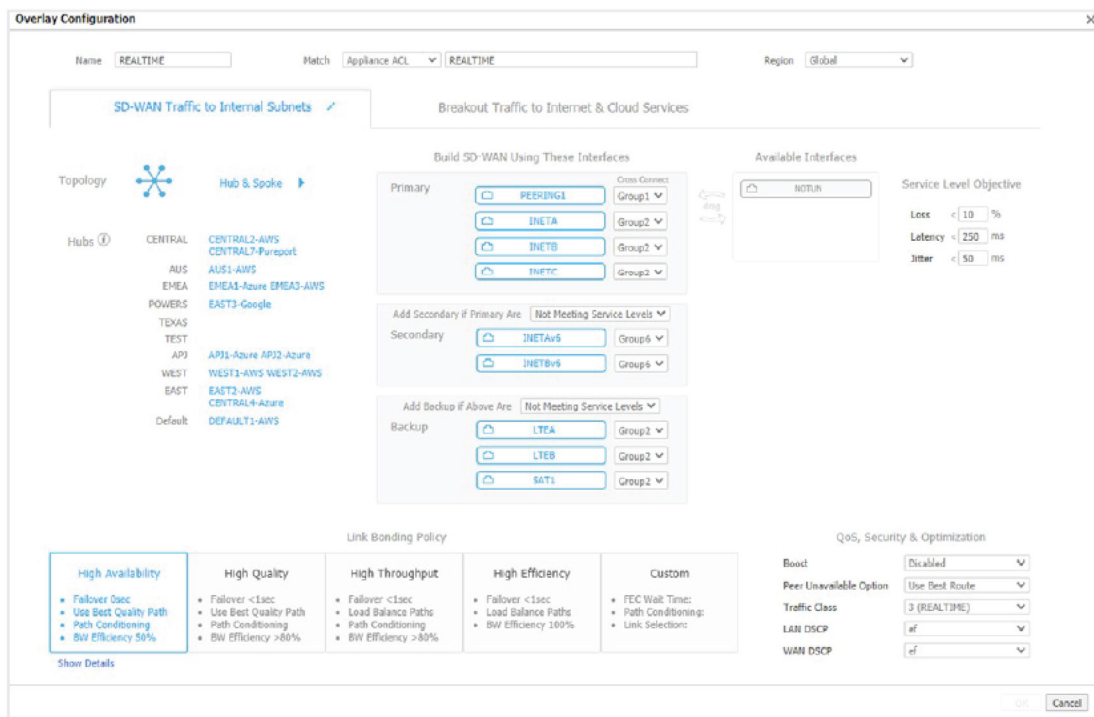 Overlay Configuration
Name REALTIME Match Appliance ACL REALTIME Region Global
SD-WAN Traffic to Internal Subnets Breakout Traffic to Internet & Cloud Services
Build SD-WAN Using These Interfaces Available Interfaces
Topology Hub & Spoke
Primary Cross Connect
PEERING1 Group1
INETA Group2
INETB Group2
INETC Group2
drag
NOTUN
Service Level Objective
Loss < 10 %
Latency < 250 ms
Jitter < 50 ms
Hubs
CENTRAL CENTRAL2-AWS
CENTRAL7-Pureport
AUS AUS1-AWS
EMEA EMEA1-Azure EMEA3-AWS
POWERS EAST3-Google
TEXAS
TEST
APJ APJ1-Azure APJ2-Azure
WEST WEST1-AWS WEST2-AWS
EAST EAST2-AWS
CENTRAL4-Azure
Default DEFAULT1-AWS
Add Secondary if Primary Are Not Meeting Service Levels
Secondary
INETAv6 Group6
INETBv6 Group6
Add Backup if Above Are Not Meeting Service Levels
Backup
LTEA Group2
LTEB Group2
SAT1 Group2
Link Bonding Policy
High Availability
• Failover 0sec
• Use Best Quality Path
• Path Conditioning
• BW Efficiency 50%
High Quality
• Failover <1sec
• Use Best Quality Path
• Path Conditioning
• BW Efficiency >80%
High Throughput
• Failover <1sec
• Load Balance Paths
• Path Conditioning
• BW Efficiency >80%
High Efficiency
• Failover <1sec
• Load Balance Paths
• BW Efficiency 100%
Custom
• FEC Wait Time:
• Path Conditioning:
• Link Selection:
Show Details
QoS, Security & Optimization
Boost Disabled
Peer Unavailable Option Use Best Route
Traffic Class 3 (REALTIME)
LAN DSCP ef
WAN DSCP ef
OK Cancel